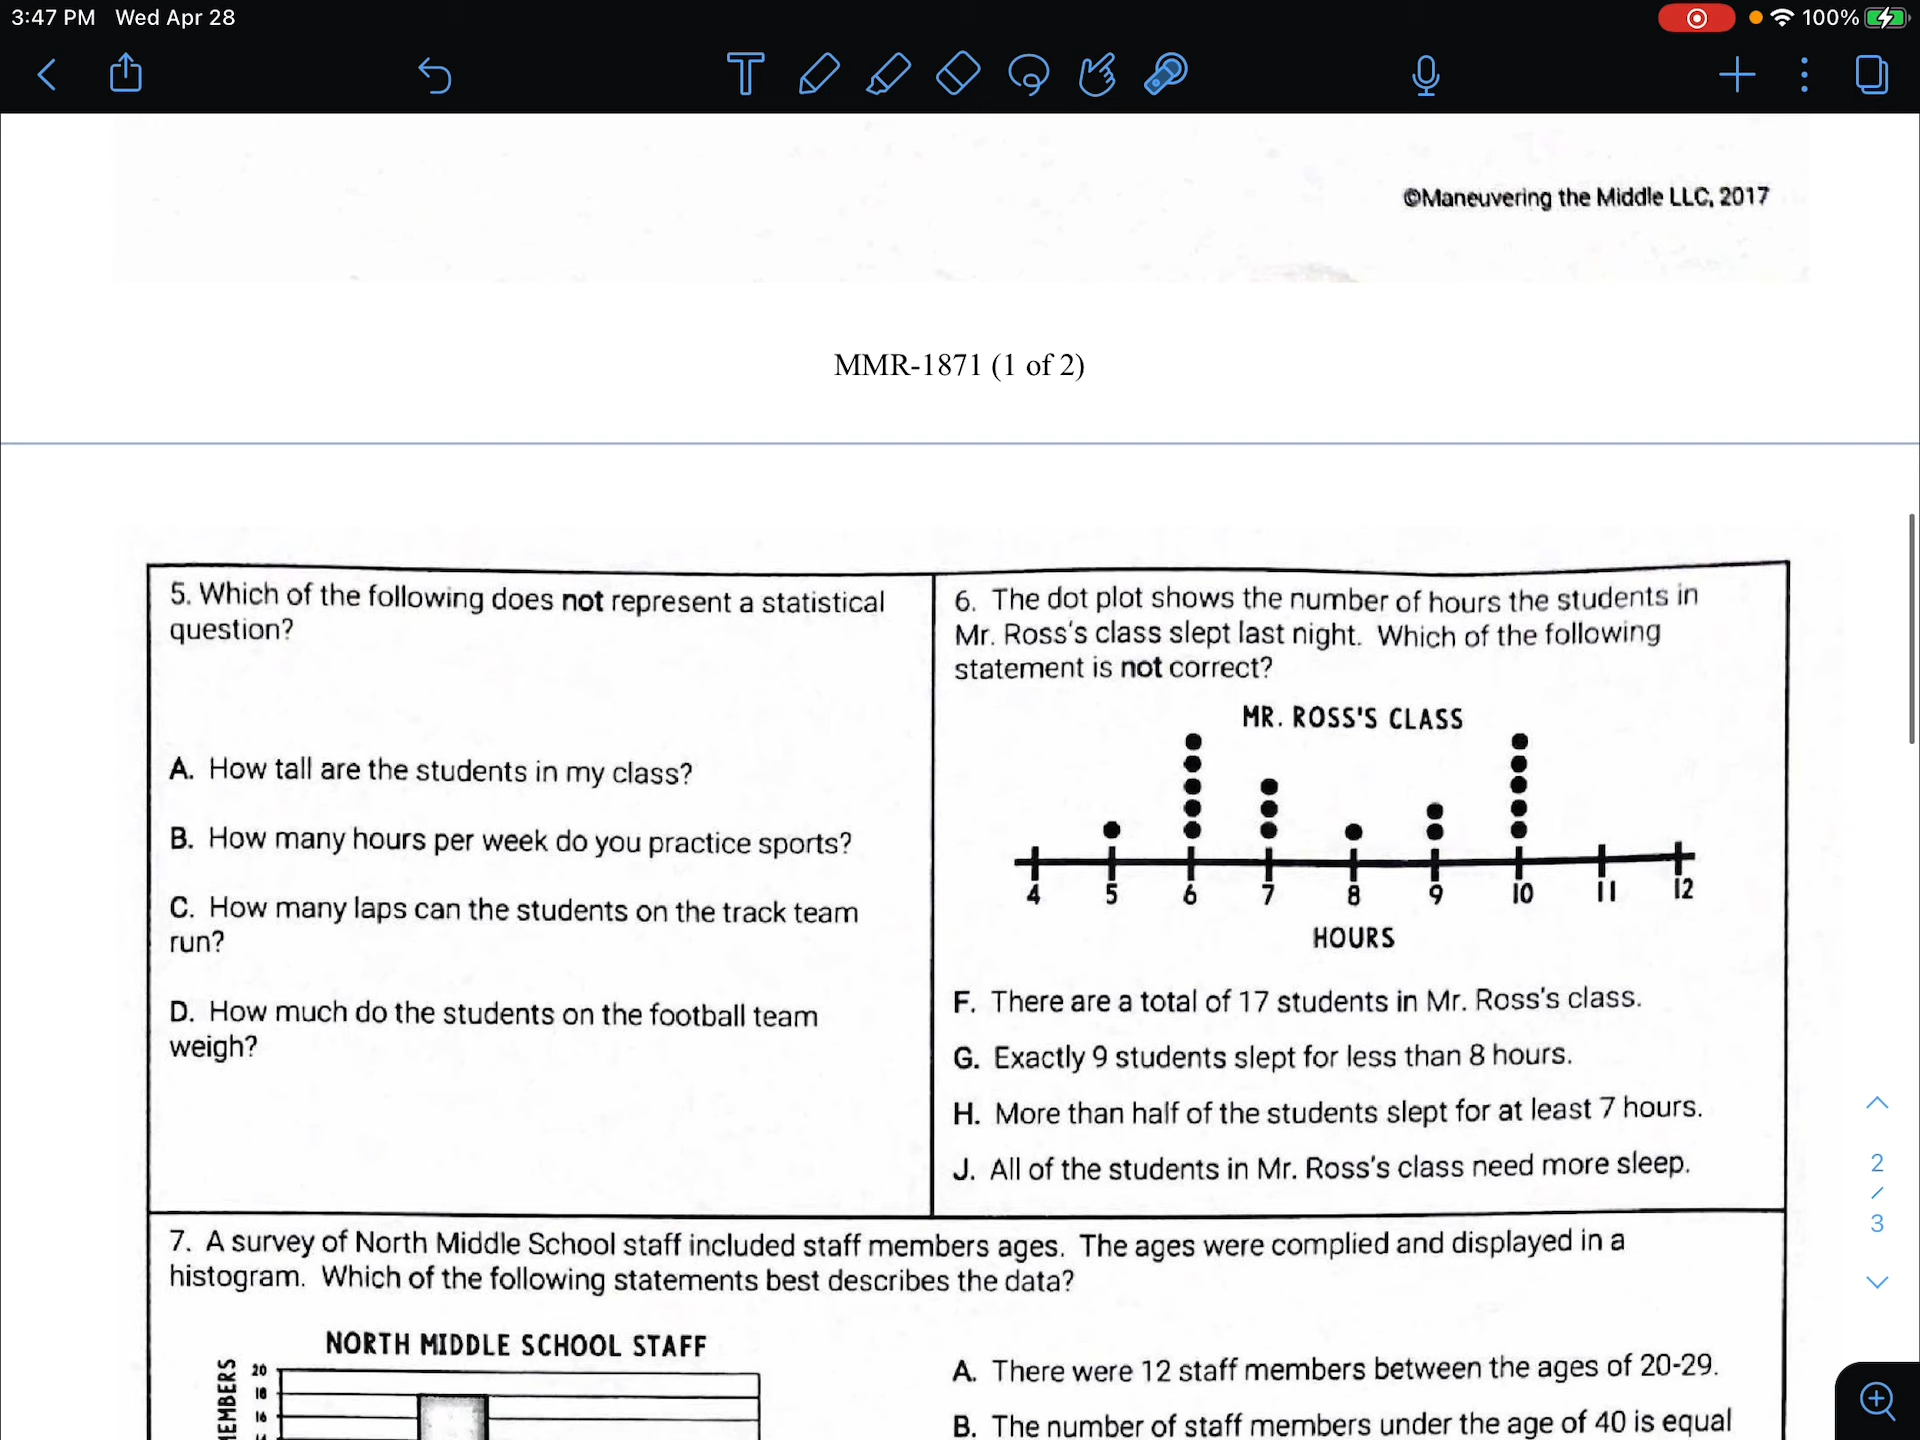 3:47 PM Wed Apr 28
100%
T
©Maneuvering the Middle LLC, 2017
MMR-1871 (1 of 2)
5. Which of the following does not represent a statistical
question?
A. How tall are the students in my class?
B. How many hours per week do you practice sports?
C. How many laps can the students on the track team
run?
D. How much do the students on the football team
weigh?
6. The dot plot shows the number of hours the students in
Mr. Ross's class slept last night. Which of the following
statement is not correct?
MR. ROSS'S CLASS
4 5 6 7 8 9 10 11 12
HOURS
F. There are a total of 17 students in Mr. Ross's class.
G. Exactly 9 students slept for less than 8 hours.
H. More than half of the students slept for at least 7 hours.
J. All of the students in Mr. Ross's class need more sleep.
2
/
3
7. A survey of North Middle School staff included staff members ages. The ages were complied and displayed in a
histogram. Which of the following statements best describes the data?
NORTH MIDDLE SCHOOL STAFF
20
18
16
A. There were 12 staff members between the ages of 20-29.
B. The number of staff members under the age of 40 is equal